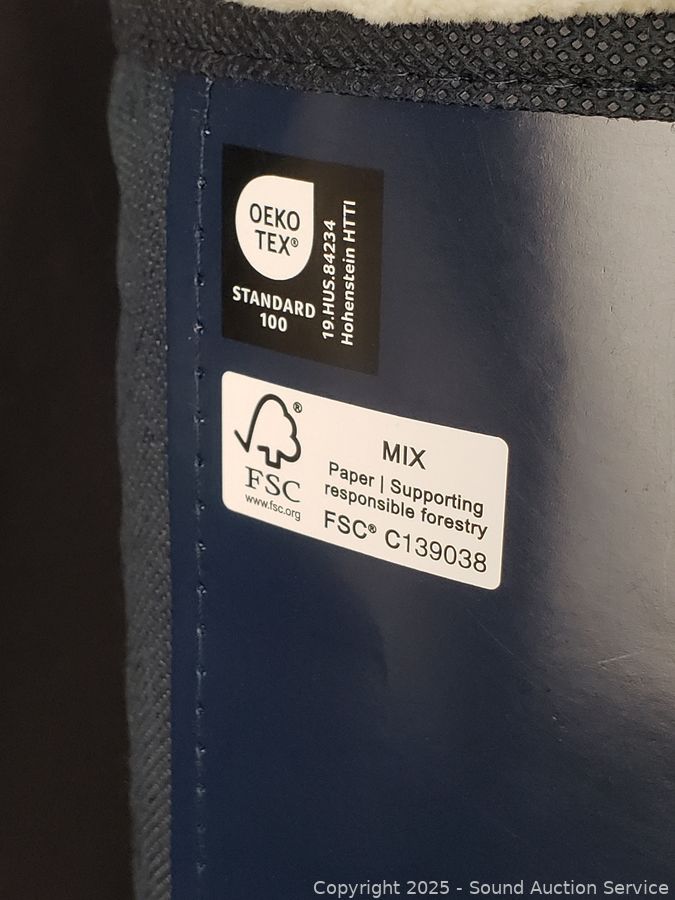 OEKO
TEX®
STANDARD
100
19.HUS.84234
Hohenstein HTTI
®
FSC
www.fsc.org
MIX
Paper | Supporting
responsible forestry
FSC® C139038
Copyright 2025 - Sound Auction Service